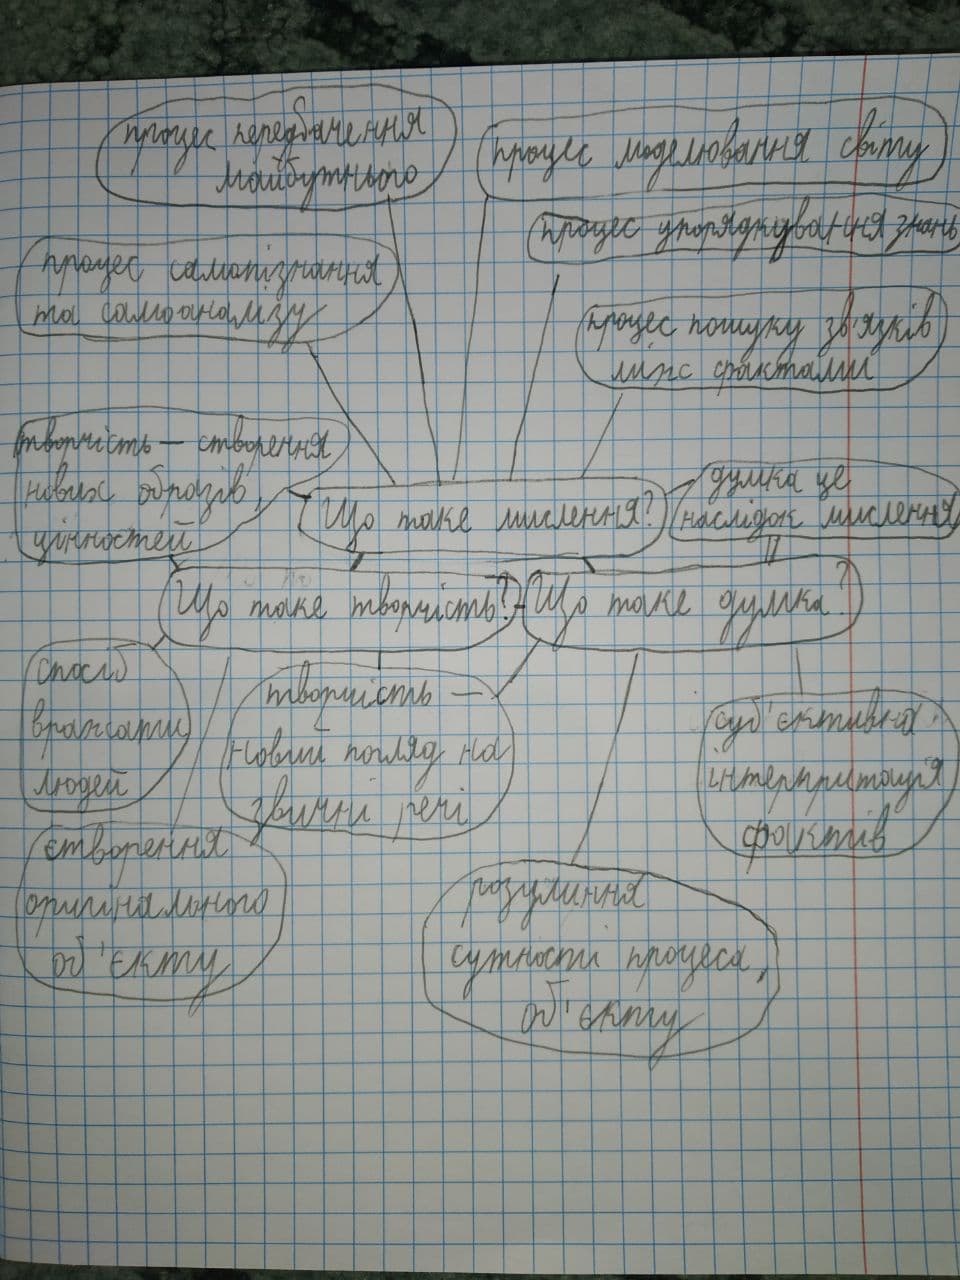 процес передбачення
майбутнього
процес моделювання світу
процес упорядкування знань
процес самопізнання
та самоаналізу
процес пошуку зв'язків
між фактами
творчість — створення
нових образів,
цінностей
Що таке мислення?
думка це
наслідок мислення
Що таке творчість?
Що таке думка?
спосіб
вражати
людей
творчість —
новий погляд на
звични речі
суб'єктивна
інтерпритація
фактів
створення
оригінального
об'єкту
розуміння
сутності процеса,
об'єкту